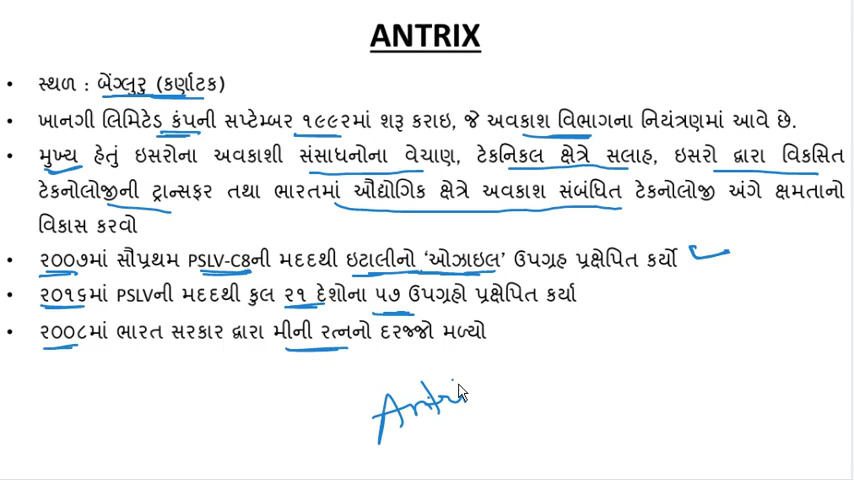 ANTRIX
• સ્થળ : બેંગ્લુરુ (કર્ણાટક)
• ખાનગી લિમિટેડ કંપની સપ્ટેમ્બર ૧૯૯૨માં શરૂ કરાઇ, જે અવકાશ વિભાગના નિયંત્રણમાં આવે છે.
• મુખ્ય હેતું ઇસરોના અવકાશી સંસાધનોના વેચાણ, ટેકનિકલ ક્ષેત્રે સલાહ, ઇસરો દ્વારા વિકસિત
ટેકનોલોજીની ટ્રાન્સફર તથા ભારતમાં ઔદ્યોગિક ક્ષેત્રે અવકાશ સંબંધિત ટેકનોલોજી અંગે ક્ષમતાનો
વિકાસ કરવો
• ૨૦૦૭માં સૌપ્રથમ PSLV-C8ની મદદથી ઇટાલીનો ‘ઓઝાઇલ’ ઉપગ્રહ પ્રક્ષેપિત કર્યો
• ૨૦૧૬માં PSLVની મદદથી કુલ ૨૧ દેશોના ૫૭ ઉપગ્રહો પ્રક્ષેપિત કર્યા
• ૨૦૦૮માં ભારત સરકાર દ્વારા મીની રત્નનો દરજ્જો મળ્યો
Antri